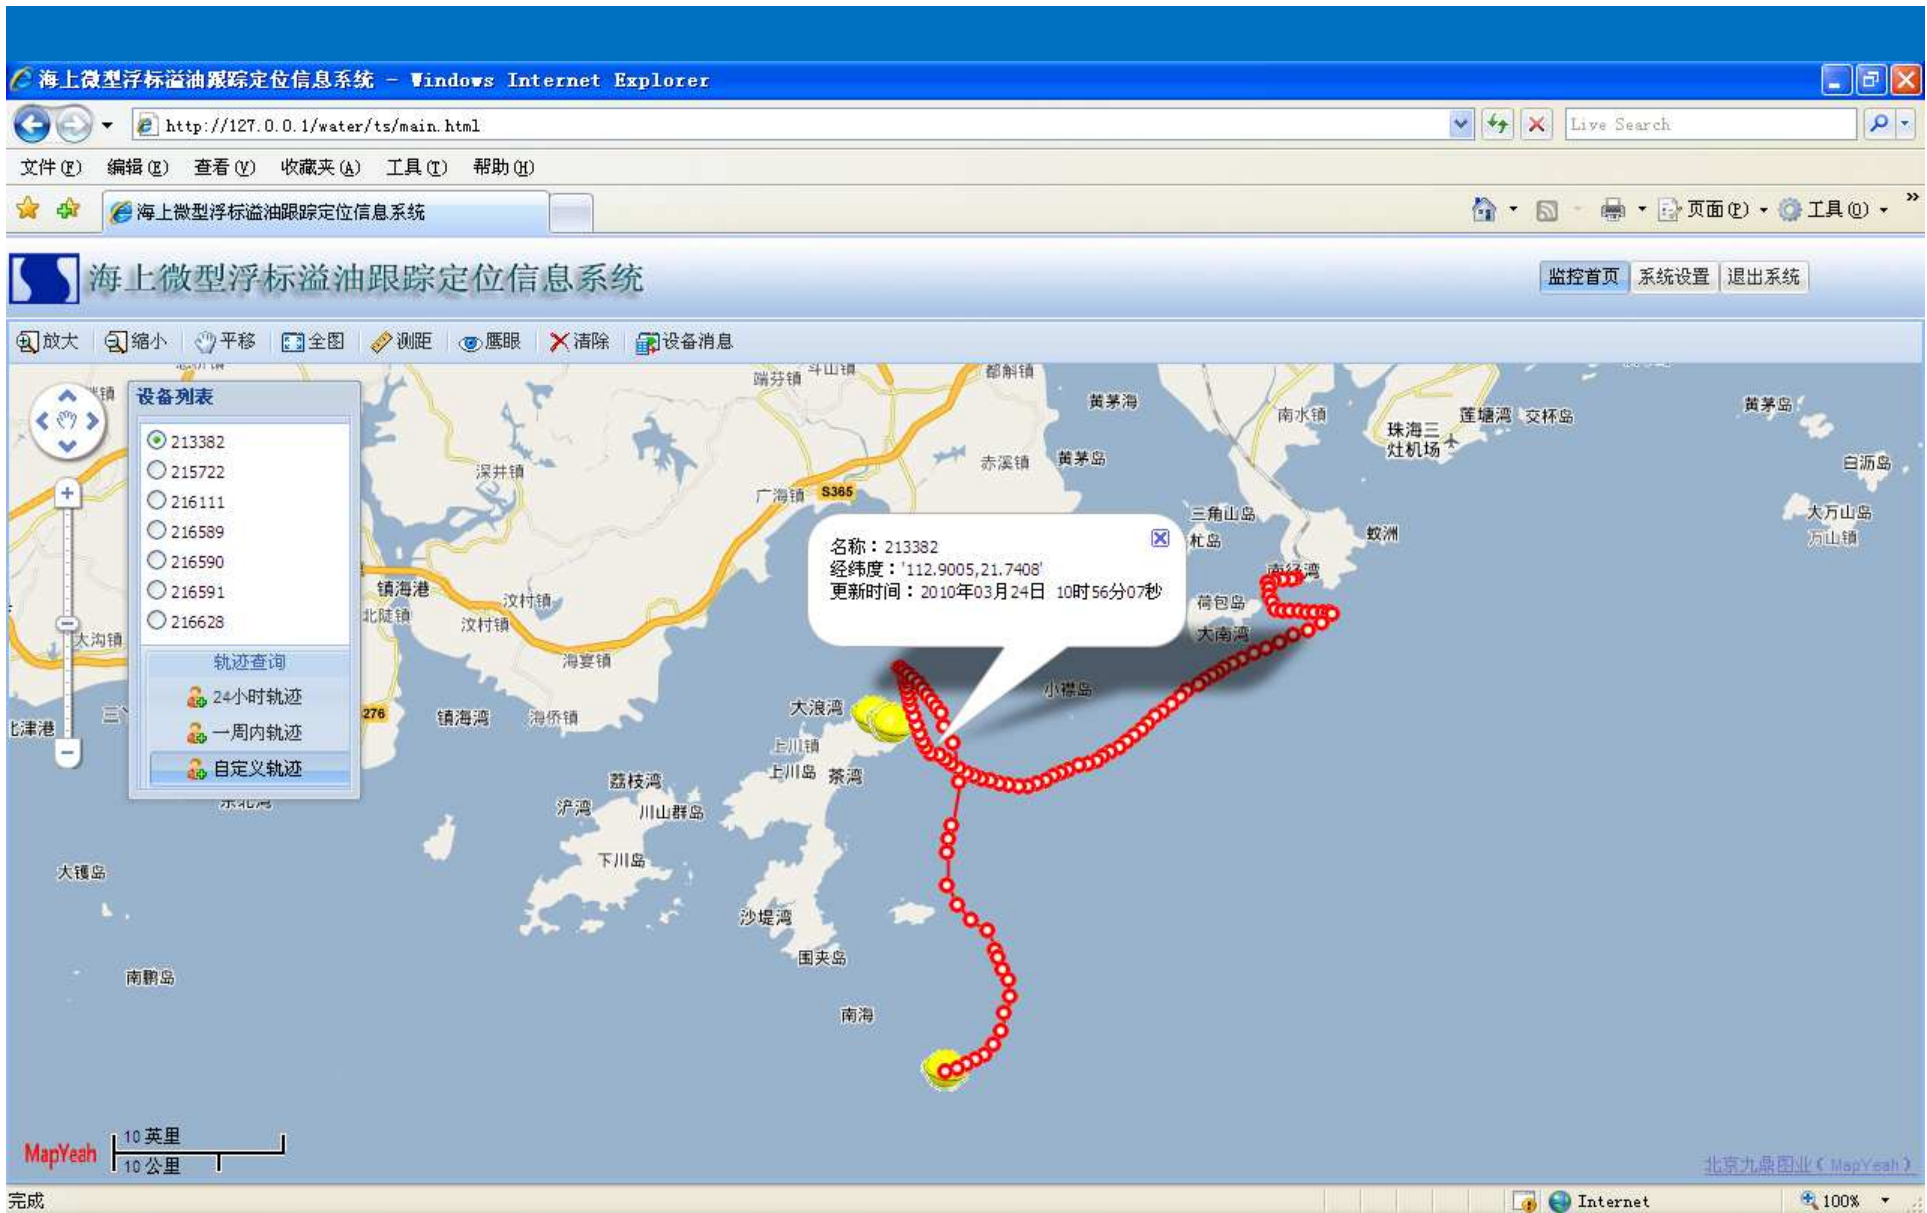 海上微型浮标溢油跟踪定位信息系统 - Windows Internet Explorer
http://127.0.0.1/water/ts/main.html
Live Search
文件(F) 编辑(E) 查看(V) 收藏夹(A) 工具(T) 帮助(H)
海上微型浮标溢油跟踪定位信息系统
页面(P) 工具(O) »
海上微型浮标溢油跟踪定位信息系统
监控首页 系统设置 退出系统
放大 缩小 平移 全图 测距 鹰眼 清除 设备消息
设备列表
213382
215722
216111
216589
216590
216591
216628
轨迹查询
24小时轨迹
一周内轨迹
自定义轨迹
名称：213382
经纬度：'112.9005,21.7408'
更新时间：2010年03月24日 10时56分07秒
端芬镇
斗山镇
都斛镇
黄茅海
南水镇
珠海三
灶机场
莲塘湾
交杯岛
黄茅岛
白沥岛
大万山岛
万山镇
深井镇
赤溪镇
黄茅岛
广海镇
S365
三角山岛
蚊洲
南径湾
荷包岛
大南湾
镇海港
北陡镇
汶村镇
汶村镇
大沟镇
海宴镇
小襟岛
大浪湾
276
镇海湾
海侨镇
上川镇
上川岛
茶湾
荔枝湾
浐湾
川山群岛
下川岛
大镬岛
沙堤湾
围夹岛
南鹏岛
南海
10 英里
10 公里
MapYeah
北京九鼎图业( MapYeah )
完成
Internet
100%